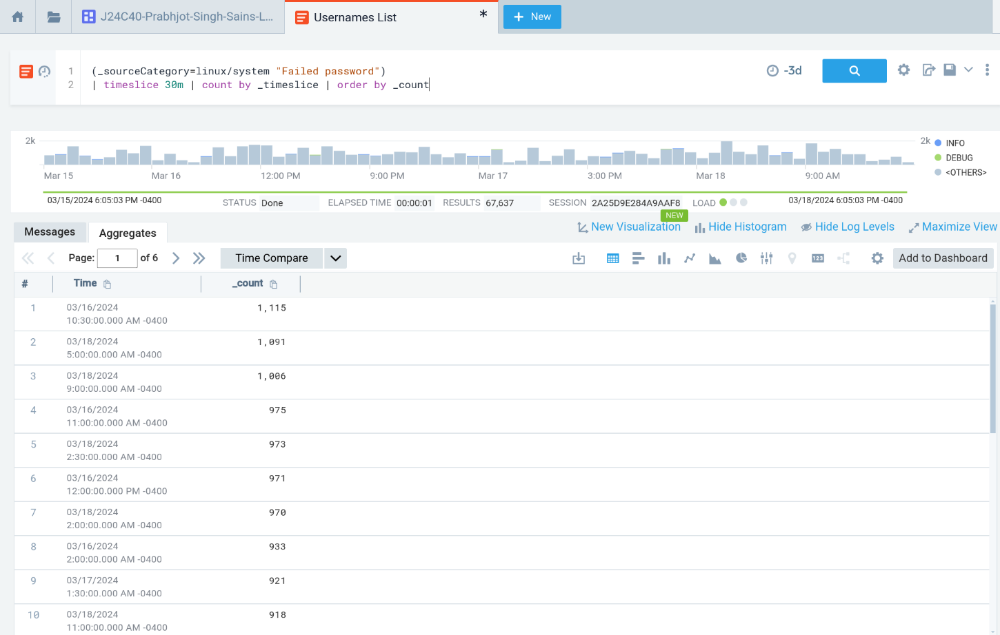 J24C40-Prabhjot-Singh-Sains-L...
Usernames List
*
+ New
1 (_sourceCategory=linux/system "Failed password")
2 | timeslice 30m | count by _timeslice | order by _count
-3d
2k
2k
INFO
DEBUG
<OTHERS>
Mar 15 Mar 16 12:00 PM 9:00 PM Mar 17 3:00 PM Mar 18 9:00 AM
03/15/2024 6:05:03 PM -0400
STATUS Done ELAPSED TIME 00:00:01 RESULTS 67,637 SESSION 2A25D9E284A9AAF8 LOAD
03/18/2024 6:05:03 PM -0400
NEW
Messages Aggregates
New Visualization Hide Histogram Hide Log Levels Maximize View
Page: 1 of 6
Time Compare
123
Add to Dashboard
# Time _count
1 03/16/2024 1,115
10:30:00.000 AM -0400
2 03/18/2024 1,091
5:00:00.000 AM -0400
3 03/18/2024 1,006
9:00:00.000 AM -0400
4 03/16/2024 975
11:00:00.000 AM -0400
5 03/18/2024 973
2:30:00.000 AM -0400
6 03/16/2024 971
12:00:00.000 PM -0400
7 03/18/2024 970
2:00:00.000 AM -0400
8 03/16/2024 933
2:00:00.000 AM -0400
9 03/17/2024 921
1:30:00.000 AM -0400
10 03/18/2024 918
11:00:00.000 AM -0400